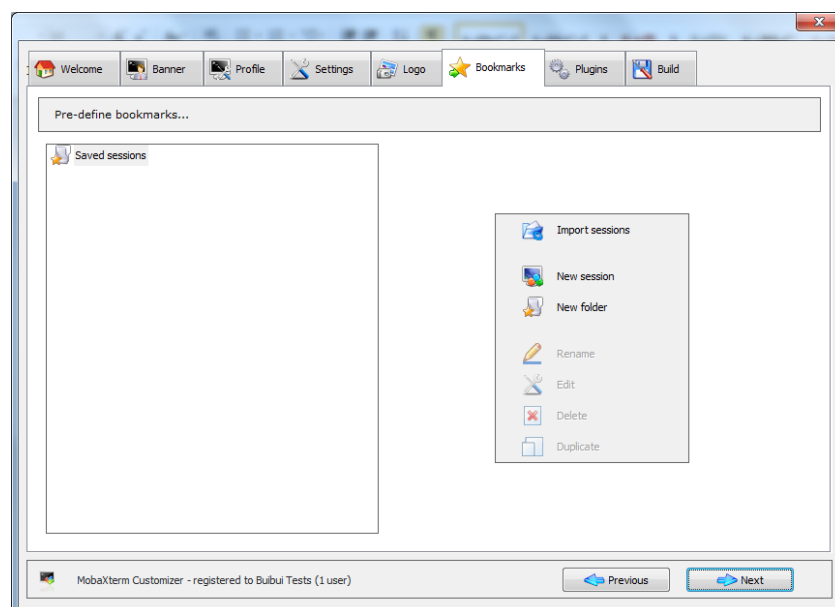 Welcome Banner Profile Settings Logo Bookmarks Plugins Build
Pre-define bookmarks...
Saved sessions
Import sessions
New session
New folder
Rename
Edit
Delete
Duplicate
MobaXterm Customizer - registered to Buibui Tests (1 user) Previous Next